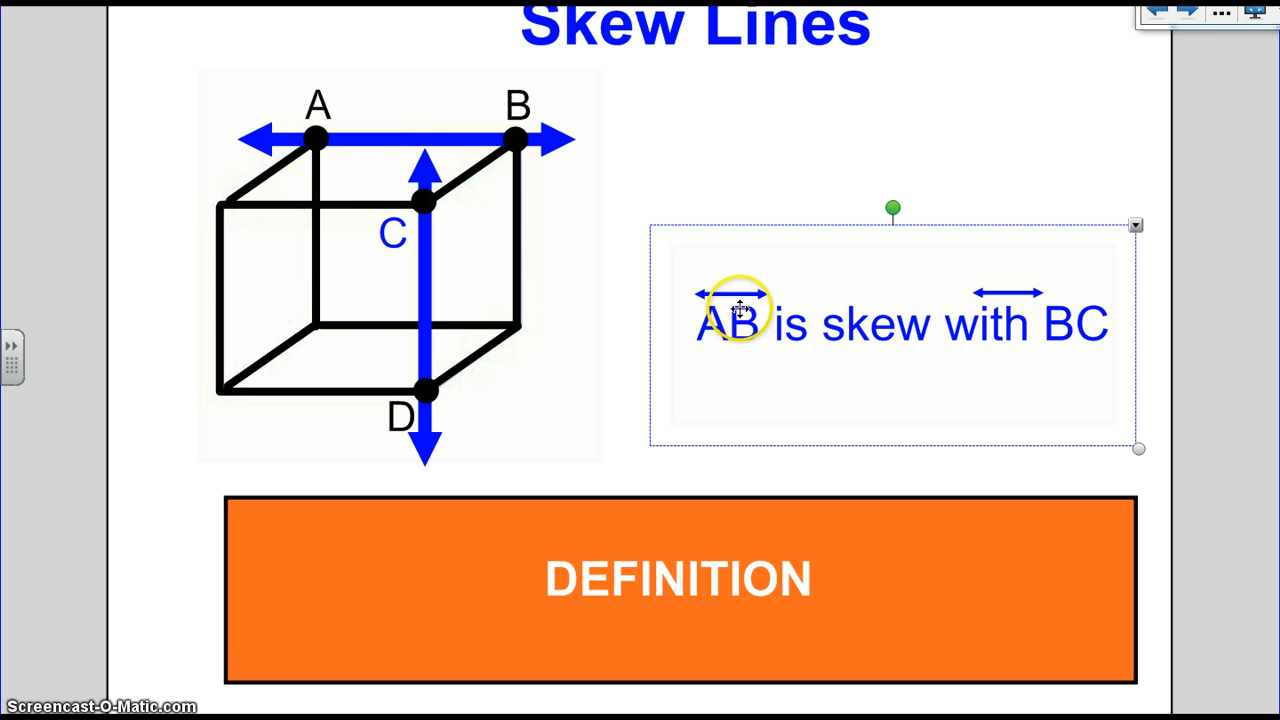 Skew Lines
A B
C
AB is skew with BC
D
DEFINITION
Screencast-O-Matic.com